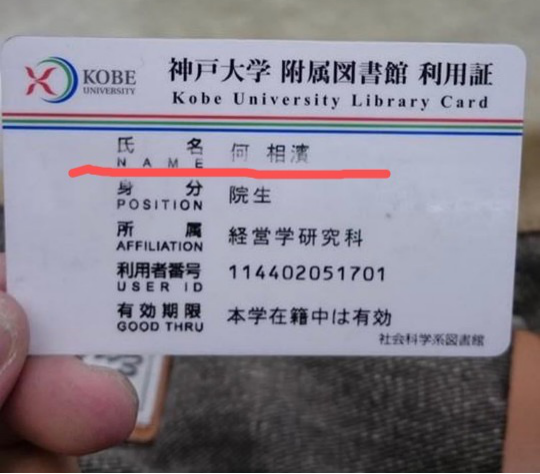 KOBE
UNIVERSITY
神戸大学 附属図書館 利用証
Kobe University Library Card
氏 名 何 相濱
NAME
身 分 院生
POSITION
所 属 経営学研究科
AFFILIATION
利用者番号 114402051701
USER ID
有効期限 本学在籍中は有効
GOOD THRU
社会科学系図書館